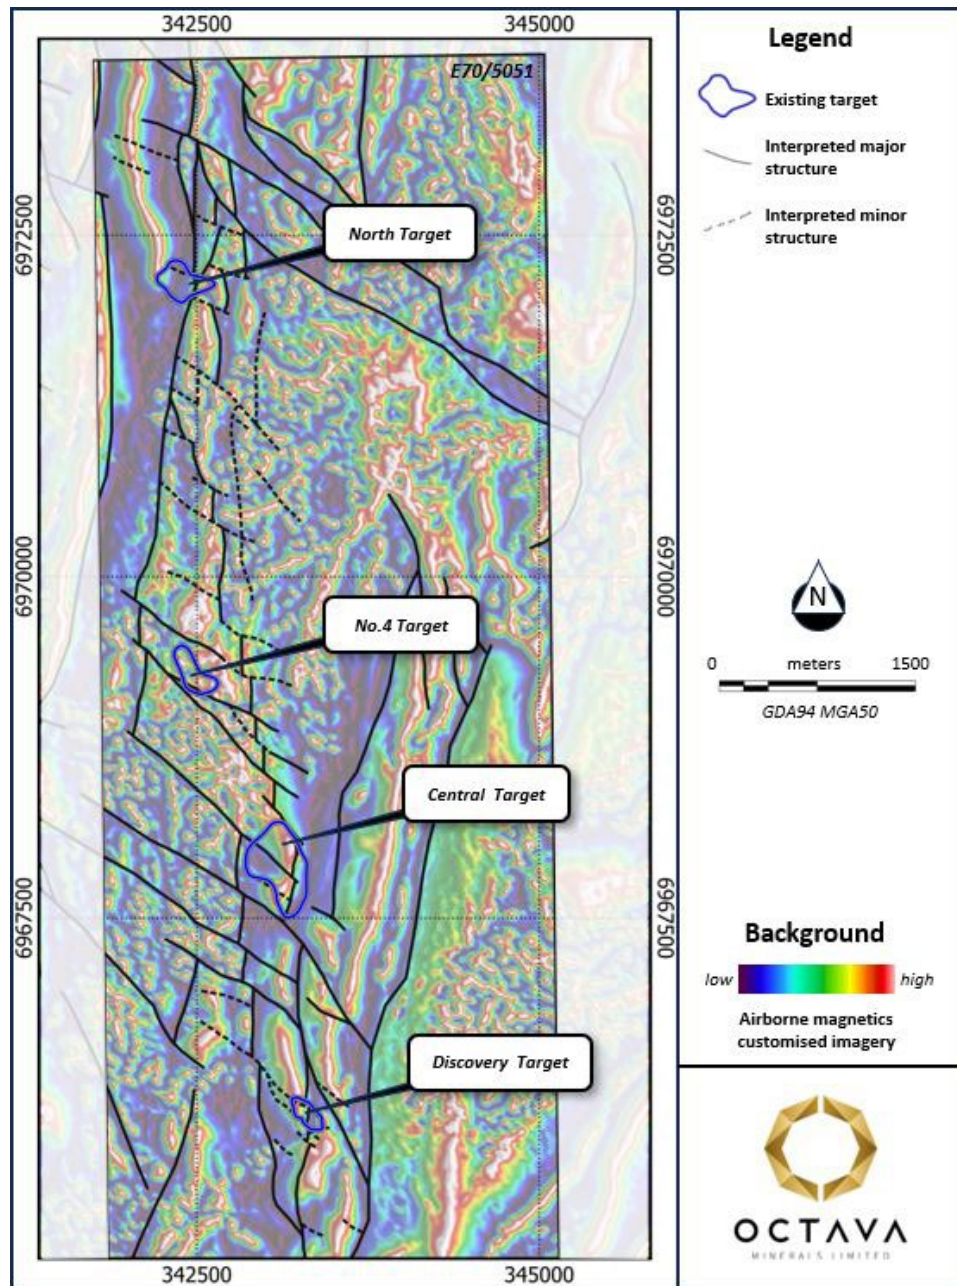 342500
345000
E70/5051
Legend
Existing target
Interpreted major
structure
Interpreted minor
structure
6972500
6972500
North Target
6970000
6970000
No.4 Target
N
0 meters 1500
GDA94 MGA50
Central Target
6967500
6967500
Background
low
high
Airborne magnetics
customised imagery
Discovery Target
OCTAVA
MINERALS LIMITED
342500
345000